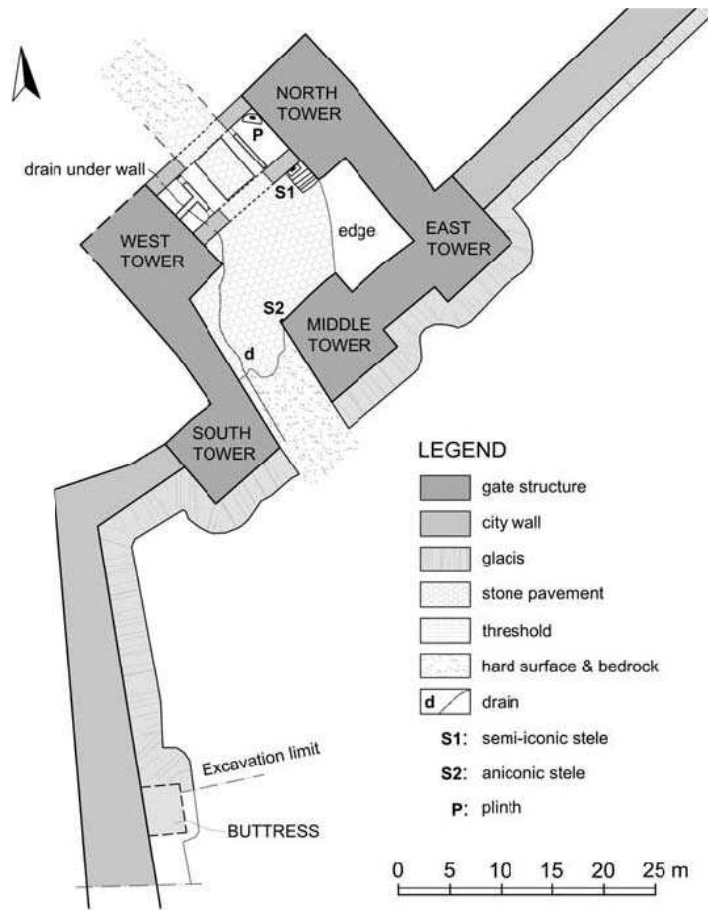 NORTH
TOWER
P
drain under wall
S1
WEST
TOWER
edge
EAST
TOWER
S2
MIDDLE
TOWER
d
SOUTH
TOWER
LEGEND
gate structure
city wall
glacis
stone pavement
threshold
hard surface & bedrock
d drain
S1: semi-iconic stele
S2: aniconic stele
P: plinth
Excavation limit
BUTTRESS
0 5 10 15 20 25 m